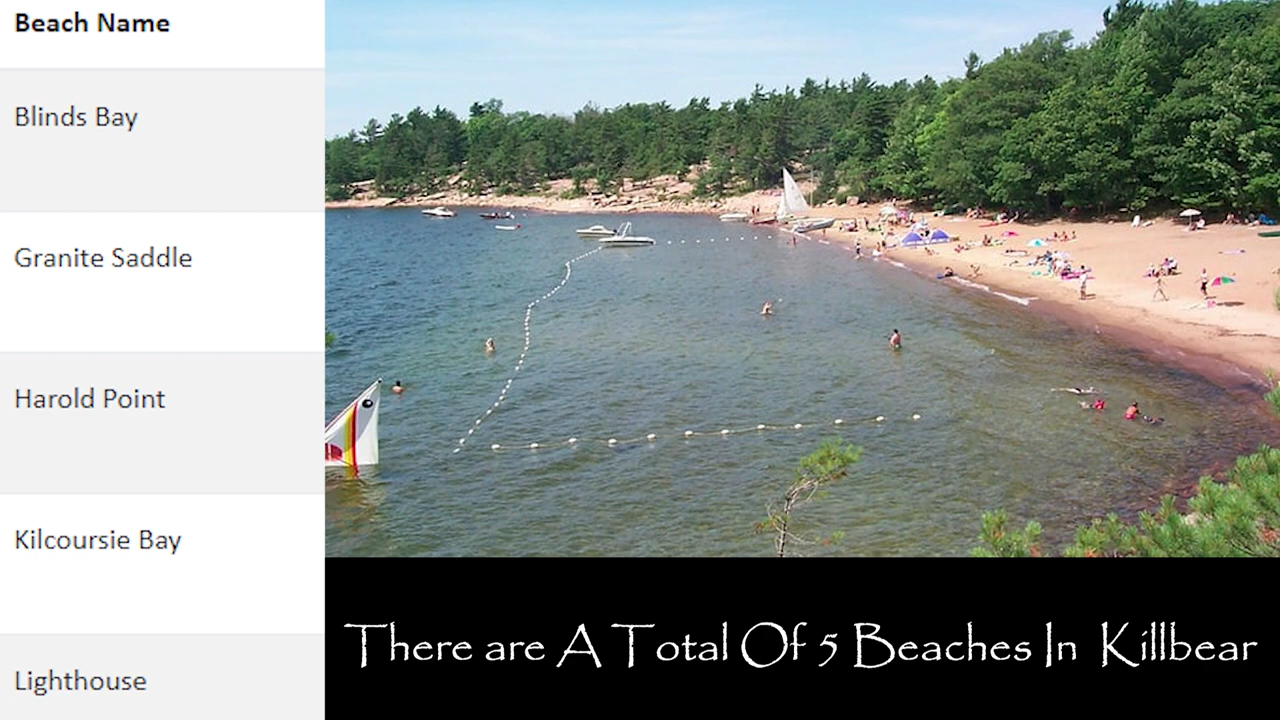 Beach Name
Blinds Bay
Granite Saddle
Harold Point
Kilcoursie Bay
Lighthouse
There are A Total Of 5 Beaches In Killbear